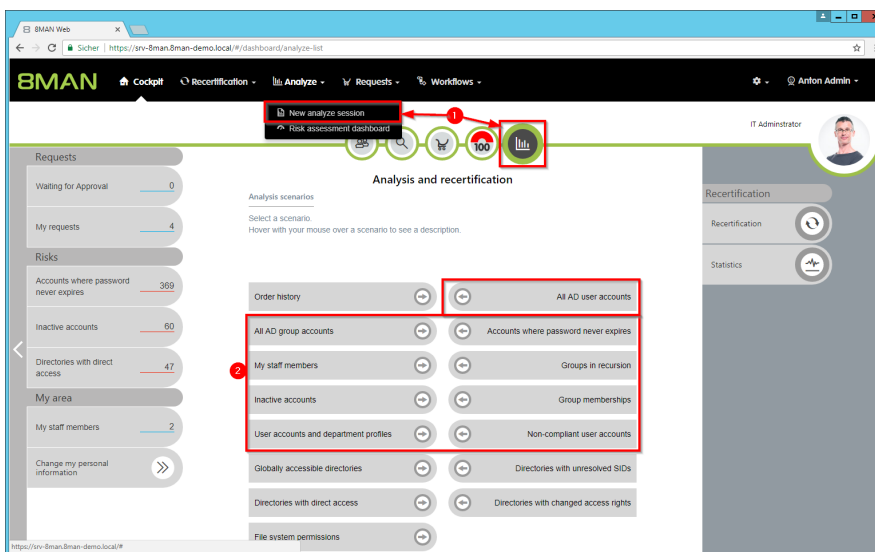 8MAN Web
Sicher | https://srv-8man.8man-demo.local/#/dashboard/analyze-list
8MAN Cockpit Recertification Analyze Requests Workflows Anton Admin
New analyze session
1
Risk assessment dashboard
IT Adminstrator
100
Analysis and recertification
Requests
Waiting for Approval 0
My requests 4
Risks
Accounts where password
never expires
369
Inactive accounts 60
Directories with direct
access
47
My area
My staff members 2
Change my personal
information
Analysis scenarios
Select a scenario.
Hover with your mouse over a scenario to see a description.
Order history All AD user accounts
All AD group accounts Accounts where password never expires
2
My staff members Groups in recursion
Inactive accounts Group memberships
User accounts and department profiles Non-compliant user accounts
Globally accessible directories Directories with unresolved SIDs
Directories with direct access Directories with changed access rights
File system permissions
Recertification
Recertification
Statistics
https://srv-8man.8man-demo.local/#